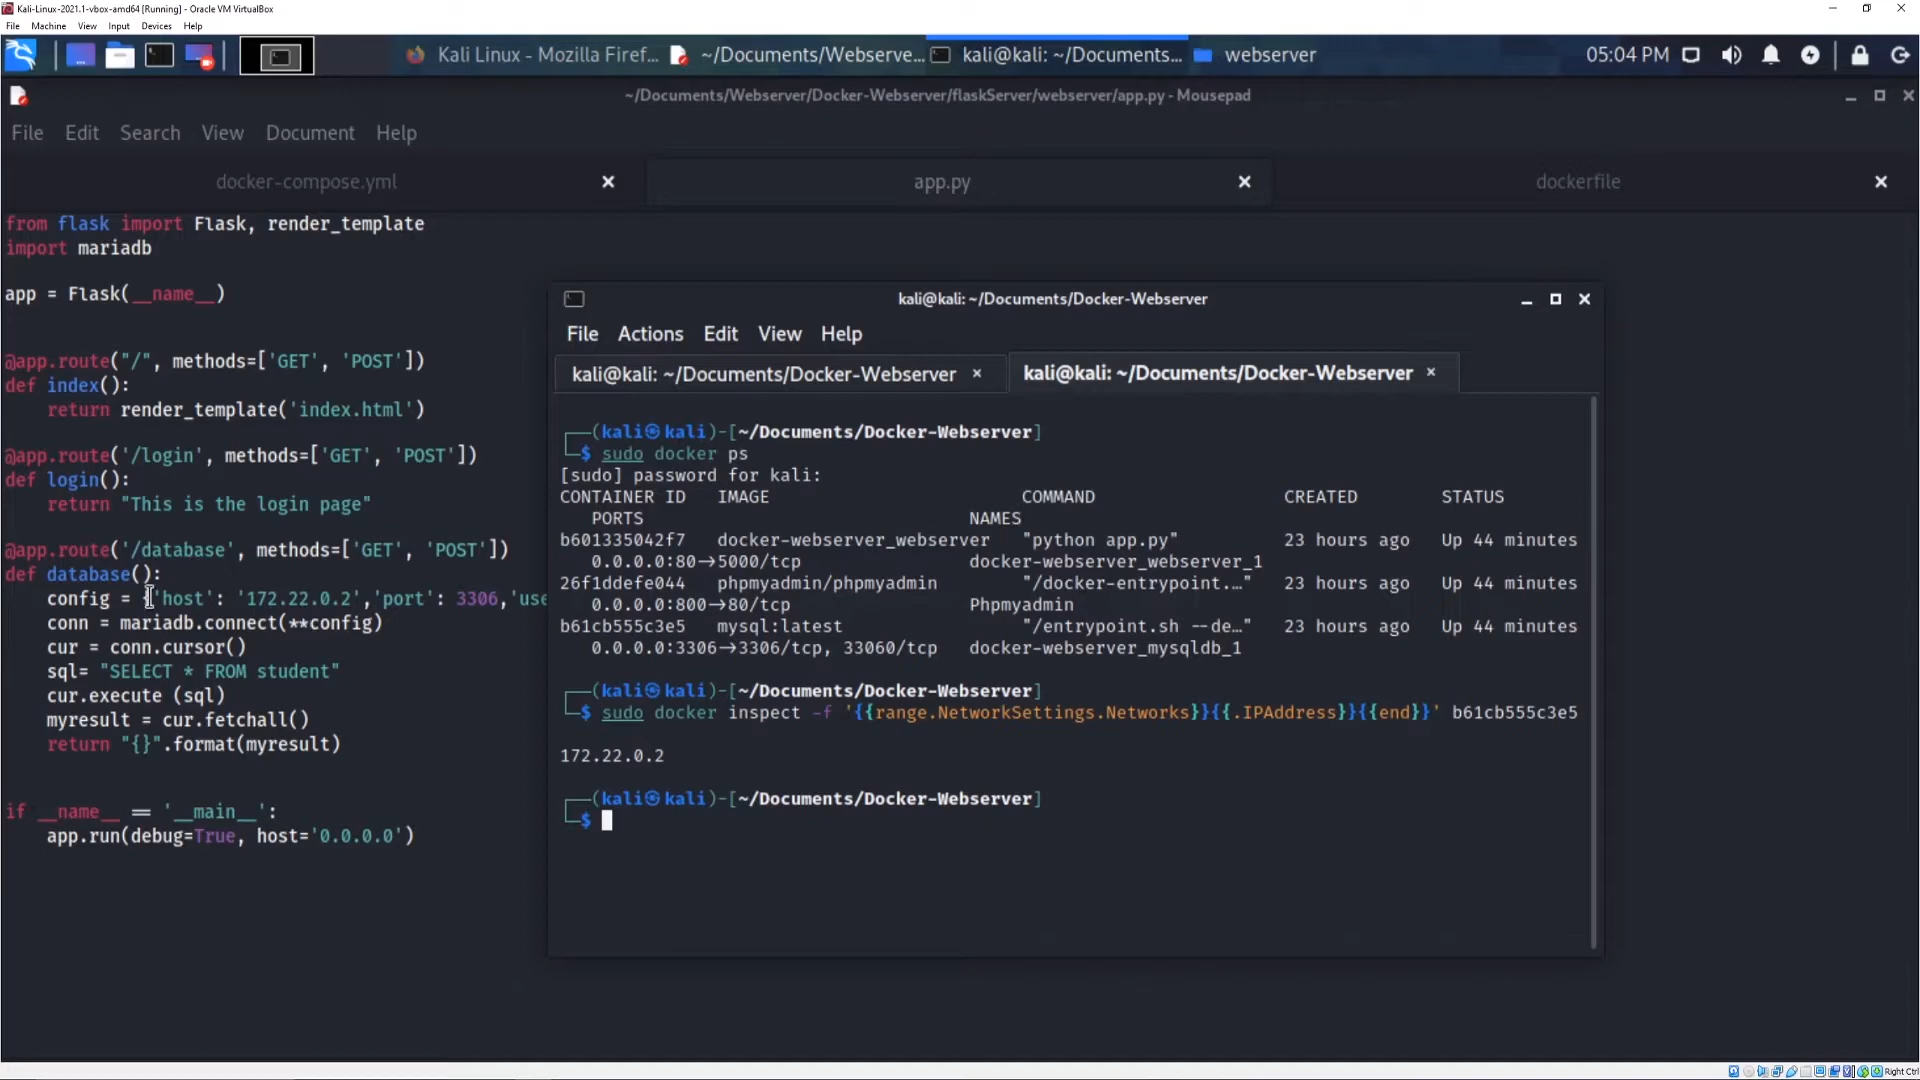 Kali-Linux-2021.1-vbox-amd64 [Running] - Oracle VM VirtualBox
File Machine View Input Devices Help
Kali Linux - Mozilla Firef... ~/Documents/Webserve... kali@kali: ~/Documents... webserver 05:04 PM
~/Documents/Webserver/Docker-Webserver/flaskServer/webserver/app.py - Mousepad
File Edit Search View Document Help
docker-compose.yml app.py dockerfile
from flask import Flask, render_template
import mariadb
app = Flask(__name__)
@app.route("/", methods=['GET', 'POST'])
def index():
return render_template('index.html')
@app.route('/login', methods=['GET', 'POST'])
def login():
return "This is the login page"
@app.route('/database', methods=['GET', 'POST'])
def database():
config = {'host': '172.22.0.2','port': 3306,'use
conn = mariadb.connect(**config)
cur = conn.cursor()
sql= "SELECT * FROM student"
cur.execute (sql)
myresult = cur.fetchall()
return "{}".format(myresult)
if __name__ == '__main__':
app.run(debug=True, host='0.0.0.0')
kali@kali: ~/Documents/Docker-Webserver
File Actions Edit View Help
kali@kali: ~/Documents/Docker-Webserver kali@kali: ~/Documents/Docker-Webserver
(kali㉿kali)-[~/Documents/Docker-Webserver]
$ sudo docker ps
[sudo] password for kali:
CONTAINER ID IMAGE COMMAND CREATED STATUS
PORTS NAMES
b601335042f7 docker-webserver_webserver "python app.py" 23 hours ago Up 44 minutes
0.0.0.0:80->5000/tcp docker-webserver_webserver_1
26f1ddefe044 phpmyadmin/phpmyadmin "/docker-entrypoint.…" 23 hours ago Up 44 minutes
0.0.0.0:800->80/tcp Phpmyadmin
b61cb555c3e5 mysql:latest "/entrypoint.sh --de…" 23 hours ago Up 44 minutes
0.0.0.0:3306->3306/tcp, 33060/tcp docker-webserver_mysqldb_1
(kali㉿kali)-[~/Documents/Docker-Webserver]
$ sudo docker inspect -f '{{range.NetworkSettings.Networks}}{{.IPAddress}}{{end}}' b61cb555c3e5
172.22.0.2
(kali㉿kali)-[~/Documents/Docker-Webserver]
$
Right Ctrl